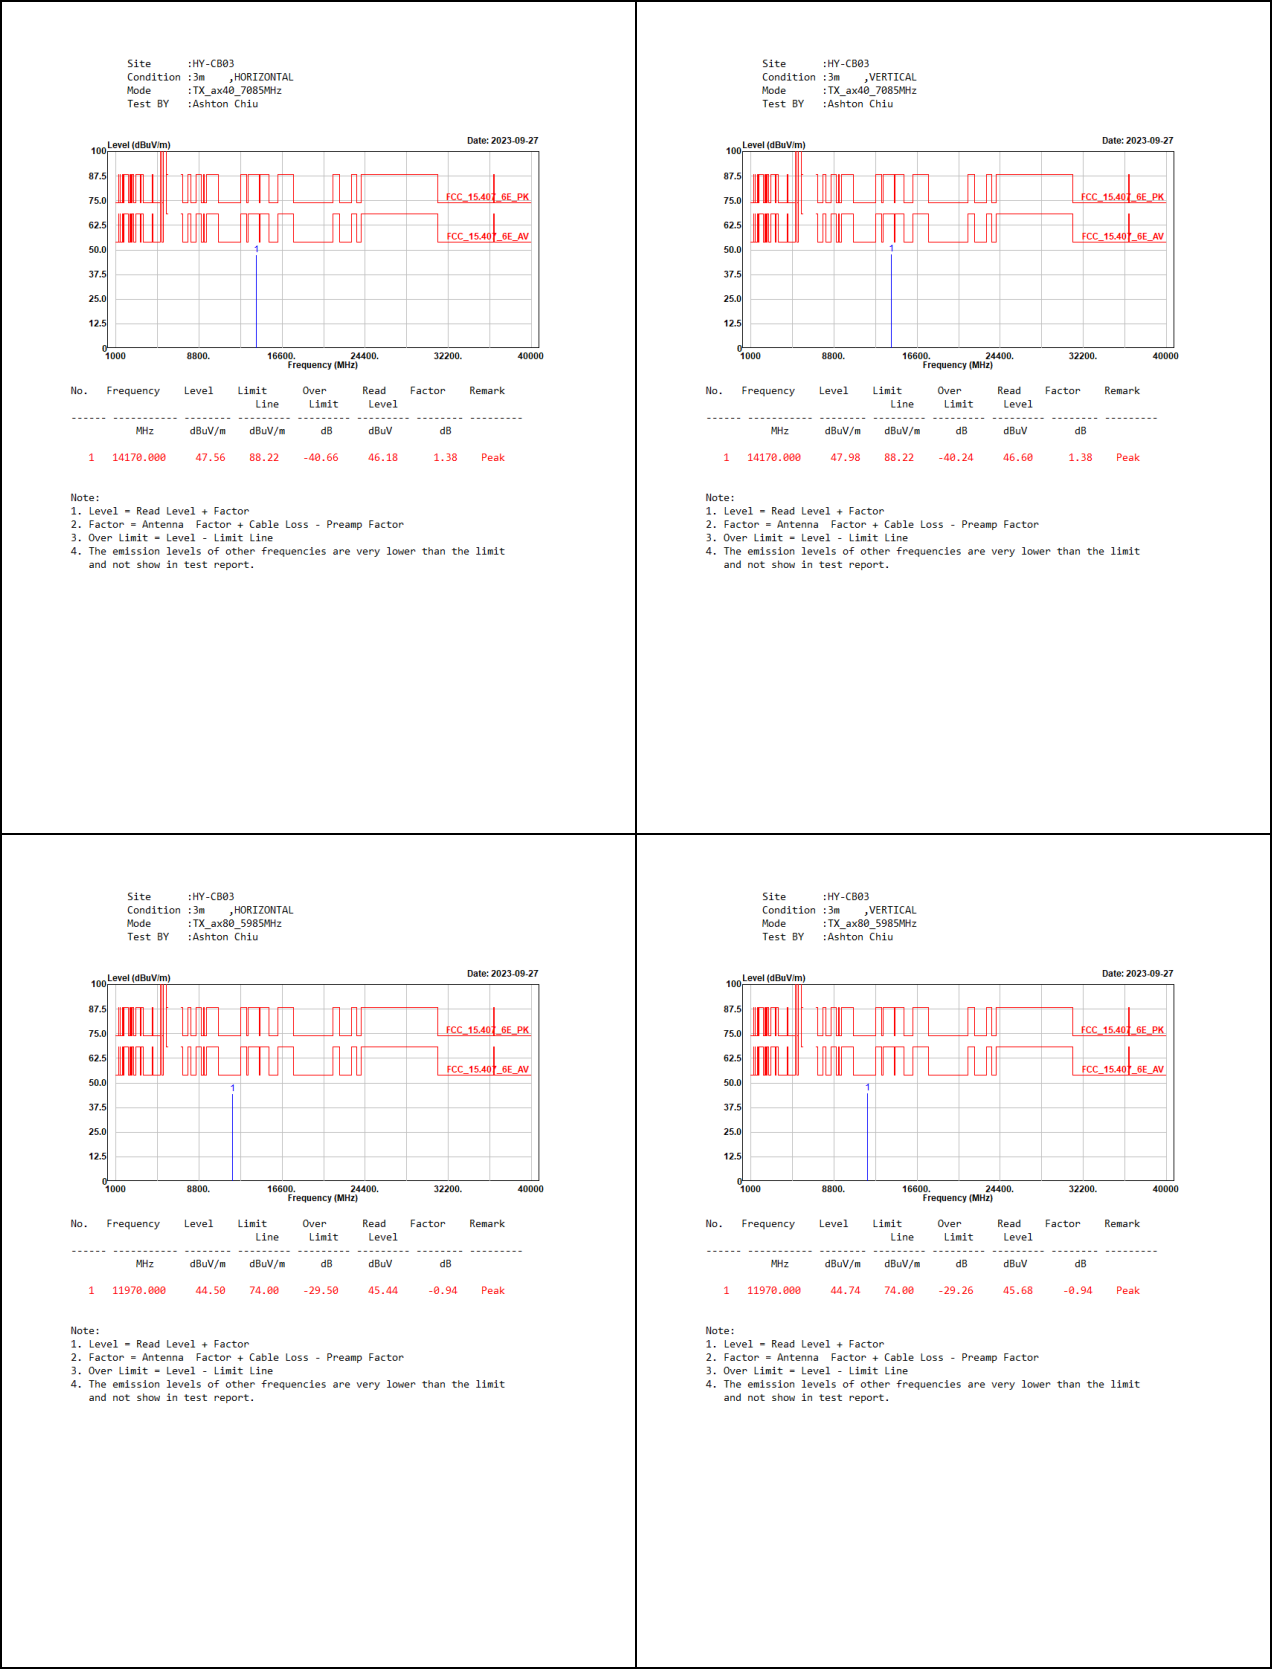 Site      :HY-CB03
Condition :3m    ,HORIZONTAL
Mode      :TX_ax40_7085MHz
Test BY   :Ashton Chiu
Level (dBuV/m)
Date: 2023-09-27
100
87.5
75.0
62.5
50.0
37.5
25.0
12.5
0
FCC_15.407_6E_PK
FCC_15.407_6E_AV
1
1000 8800. 16600. 24400. 32200. 40000
Frequency (MHz)
No. Frequency Level Limit Over Read Factor Remark
Line Limit Level
------ ----------- -------- --------- --------- --------- -------- ---------
MHz dBuV/m dBuV/m dB dBuV dB
1 14170.000 47.56 88.22 -40.66 46.18 1.38 Peak
Note:
1. Level = Read Level + Factor
2. Factor = Antenna  Factor + Cable Loss - Preamp Factor
3. Over Limit = Level - Limit Line
4. The emission levels of other frequencies are very lower than the limit
and not show in test report.
Site      :HY-CB03
Condition :3m    ,VERTICAL
Mode      :TX_ax40_7085MHz
Test BY   :Ashton Chiu
Level (dBuV/m)
Date: 2023-09-27
100
87.5
75.0
62.5
50.0
37.5
25.0
12.5
0
FCC_15.407_6E_PK
FCC_15.407_6E_AV
1
1000 8800. 16600. 24400. 32200. 40000
Frequency (MHz)
No. Frequency Level Limit Over Read Factor Remark
Line Limit Level
------ ----------- -------- --------- --------- --------- -------- ---------
MHz dBuV/m dBuV/m dB dBuV dB
1 14170.000 47.98 88.22 -40.24 46.60 1.38 Peak
Note:
1. Level = Read Level + Factor
2. Factor = Antenna  Factor + Cable Loss - Preamp Factor
3. Over Limit = Level - Limit Line
4. The emission levels of other frequencies are very lower than the limit
and not show in test report.
Site      :HY-CB03
Condition :3m    ,HORIZONTAL
Mode      :TX_ax80_5985MHz
Test BY   :Ashton Chiu
Level (dBuV/m)
Date: 2023-09-27
100
87.5
75.0
62.5
50.0
37.5
25.0
12.5
0
FCC_15.407_6E_PK
FCC_15.407_6E_AV
1
1000 8800. 16600. 24400. 32200. 40000
Frequency (MHz)
No. Frequency Level Limit Over Read Factor Remark
Line Limit Level
------ ----------- -------- --------- --------- --------- -------- ---------
MHz dBuV/m dBuV/m dB dBuV dB
1 11970.000 44.50 74.00 -29.50 45.44 -0.94 Peak
Note:
1. Level = Read Level + Factor
2. Factor = Antenna  Factor + Cable Loss - Preamp Factor
3. Over Limit = Level - Limit Line
4. The emission levels of other frequencies are very lower than the limit
and not show in test report.
Site      :HY-CB03
Condition :3m    ,VERTICAL
Mode      :TX_ax80_5985MHz
Test BY   :Ashton Chiu
Level (dBuV/m)
Date: 2023-09-27
100
87.5
75.0
62.5
50.0
37.5
25.0
12.5
0
FCC_15.407_6E_PK
FCC_15.407_6E_AV
1
1000 8800. 16600. 24400. 32200. 40000
Frequency (MHz)
No. Frequency Level Limit Over Read Factor Remark
Line Limit Level
------ ----------- -------- --------- --------- --------- -------- ---------
MHz dBuV/m dBuV/m dB dBuV dB
1 11970.000 44.74 74.00 -29.26 45.68 -0.94 Peak
Note:
1. Level = Read Level + Factor
2. Factor = Antenna  Factor + Cable Loss - Preamp Factor
3. Over Limit = Level - Limit Line
4. The emission levels of other frequencies are very lower than the limit
and not show in test report.